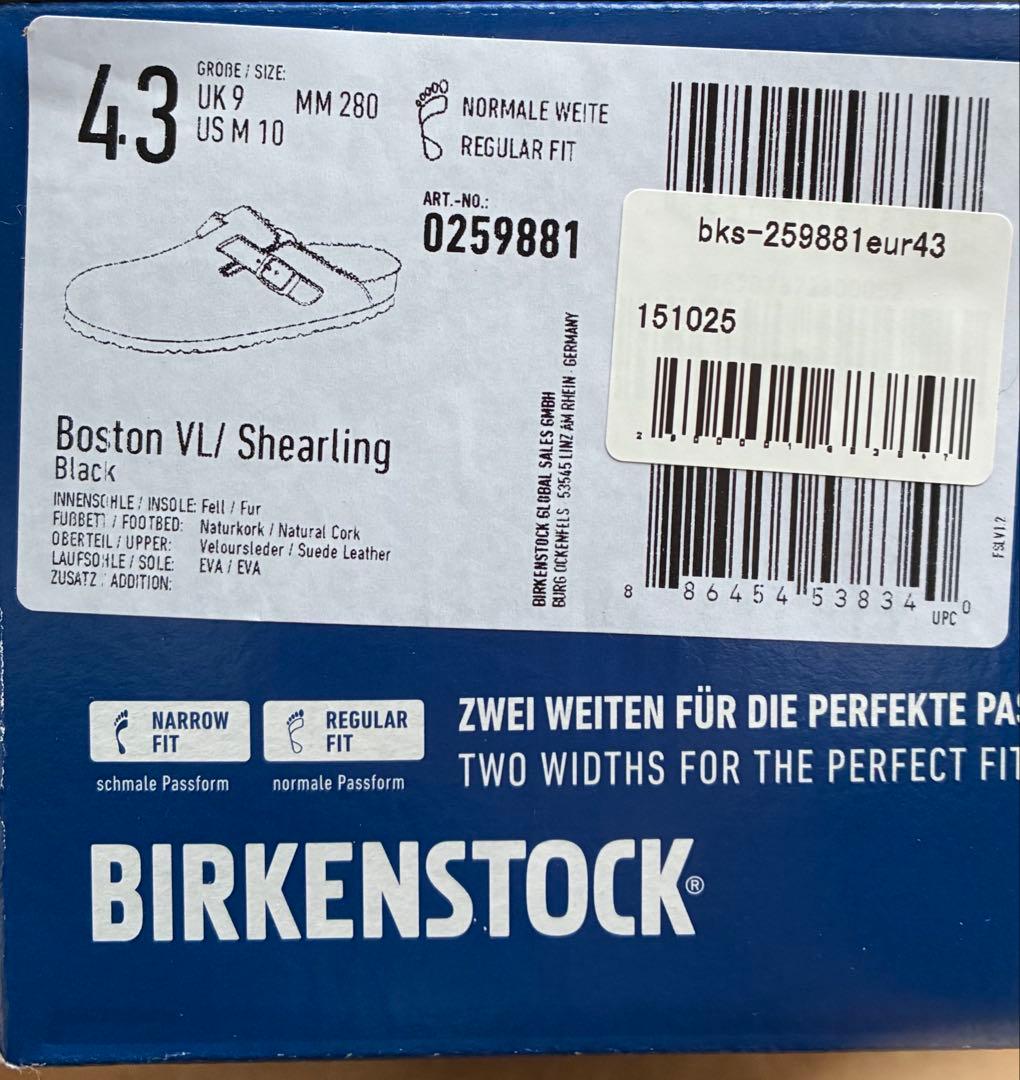 43
GRÖßE / SIZE:
UK 9
MM 280
US M 10
NORMALE WEITE
REGULAR FIT
ART.-NO.:
0259881
bks-259881eur43
151025
Boston VL/ Shearling
Black
INNENSOHLE / INSOLE: Fell / Fur
FUßBETT / FOOTBED: Naturkork / Natural Cork
OBERTEIL / UPPER: Veloursleder / Suede Leather
LAUFSOHLE / SOLE: EVA / EVA
ZUSATZ / ADDITION:
BIRKENSTOCK GLOBAL SALES GMBH
BURG OCKENFELS 53545 LINZ AM RHEIN · GERMANY
8 86454 53834 0
UPC
FSLV1.2
NARROW FIT
schmale Passform
REGULAR FIT
normale Passform
ZWEI WEITEN FÜR DIE PERFEKTE PAS
TWO WIDTHS FOR THE PERFECT FIT
BIRKENSTOCK®